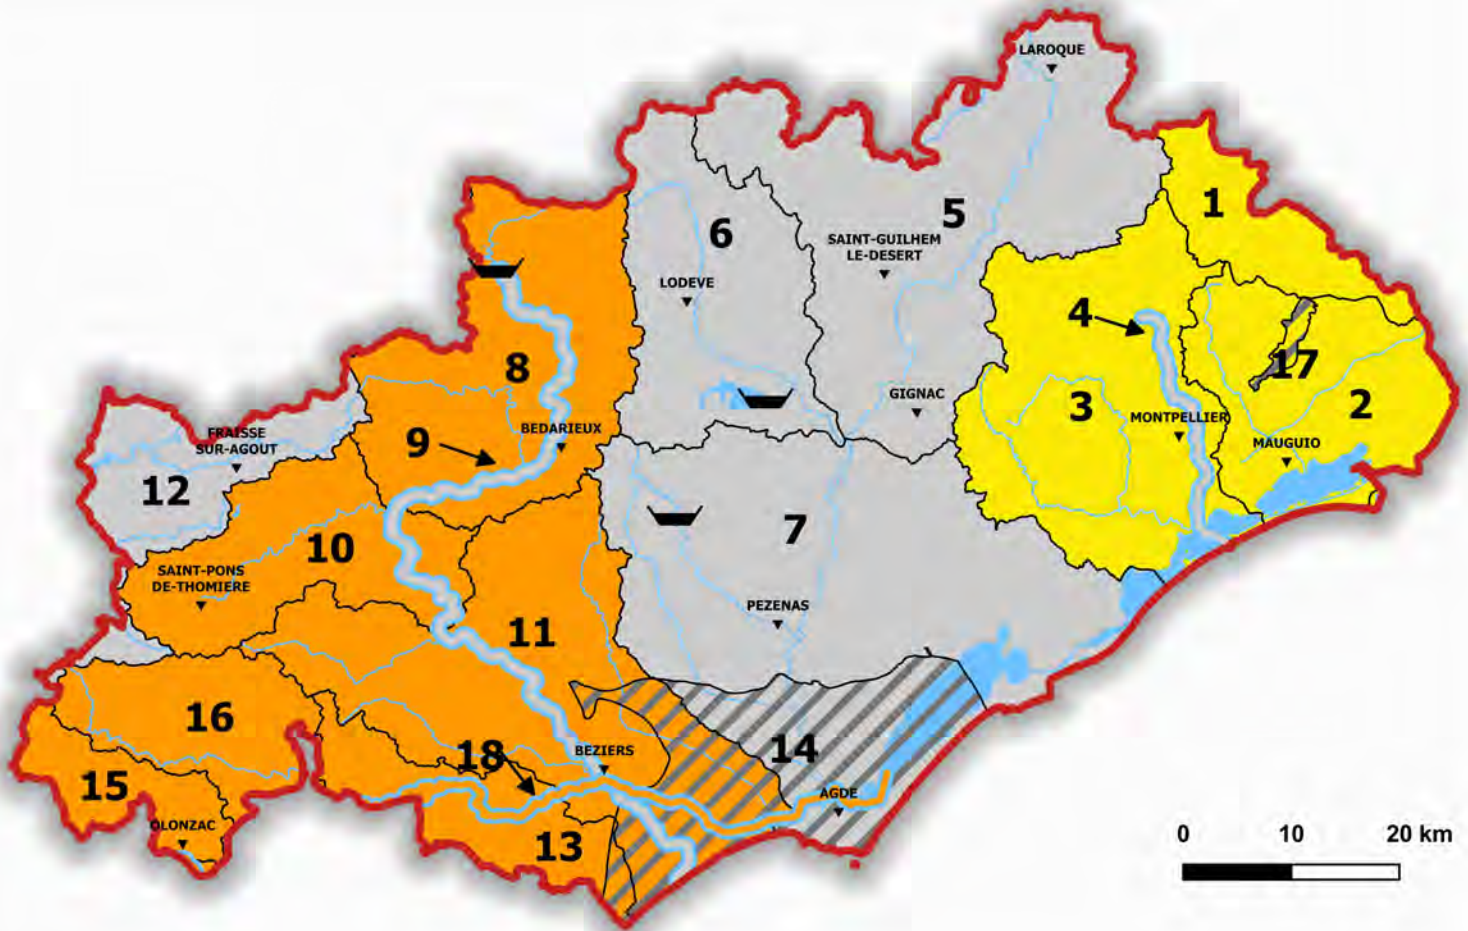 LAROQUE
1
5
6
SAINT-GUILHEM
LE-DESERT
LODEVE
4
8
17
GIGNAC
3
MONTPELLIER
2
BEDARIEUX
FRAISSE
SUR-AGOUT
9
MAUGUIO
12
7
10
SAINT-PONS
DE-THOMIERE
PEZENAS
11
16
14
18
BEZIERS
15
AGDE
OLONZAC
13
0 10 20 km